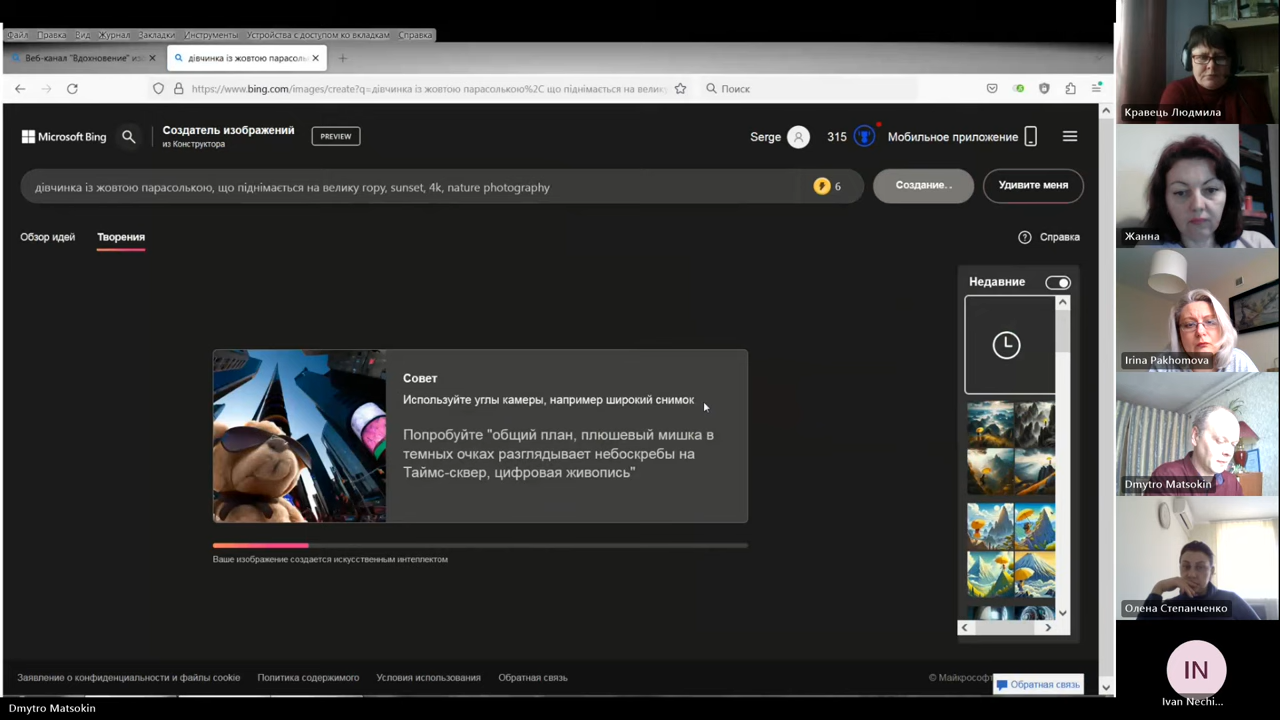 Файл Правка Вид Журнал Закладки Инструменты Устройства с доступом ко вкладкам Справка
Веб-канал "Вдохновение" из
дівчинка із жовтою парасоль
https://www.bing.com/images/create?q=дівчинка із жовтою парасолькою%2C що піднімається на велик
Поиск
Microsoft Bing
Создатель изображений
из Конструктора
PREVIEW
Serge
315
Мобильное приложение
дівчинка із жовтою парасолькою, що піднімається на велику гору, sunset, 4k, nature photography
6
Создание. .
Удивите меня
Обзор идей
Творения
Справка
Недавние
Совет
Используйте углы камеры, например широкий снимок
Попробуйте "общий план, плюшевый мишка в
темных очках разглядывает небоскребы на
Таймс-сквер, цифровая живопись"
Ваше изображение создается искусственным интеллектом
Заявление о конфиденциальности и файлы cookie
Политика содержимого
Условия использования
Обратная связь
© Майкрософт
Обратная связь
Dmytro Matsokin
Кравець Людмила
Жанна
Irina Pakhomova
Dmytro Matsokin
Олена Степанченко
IN
Ivan Nechi...